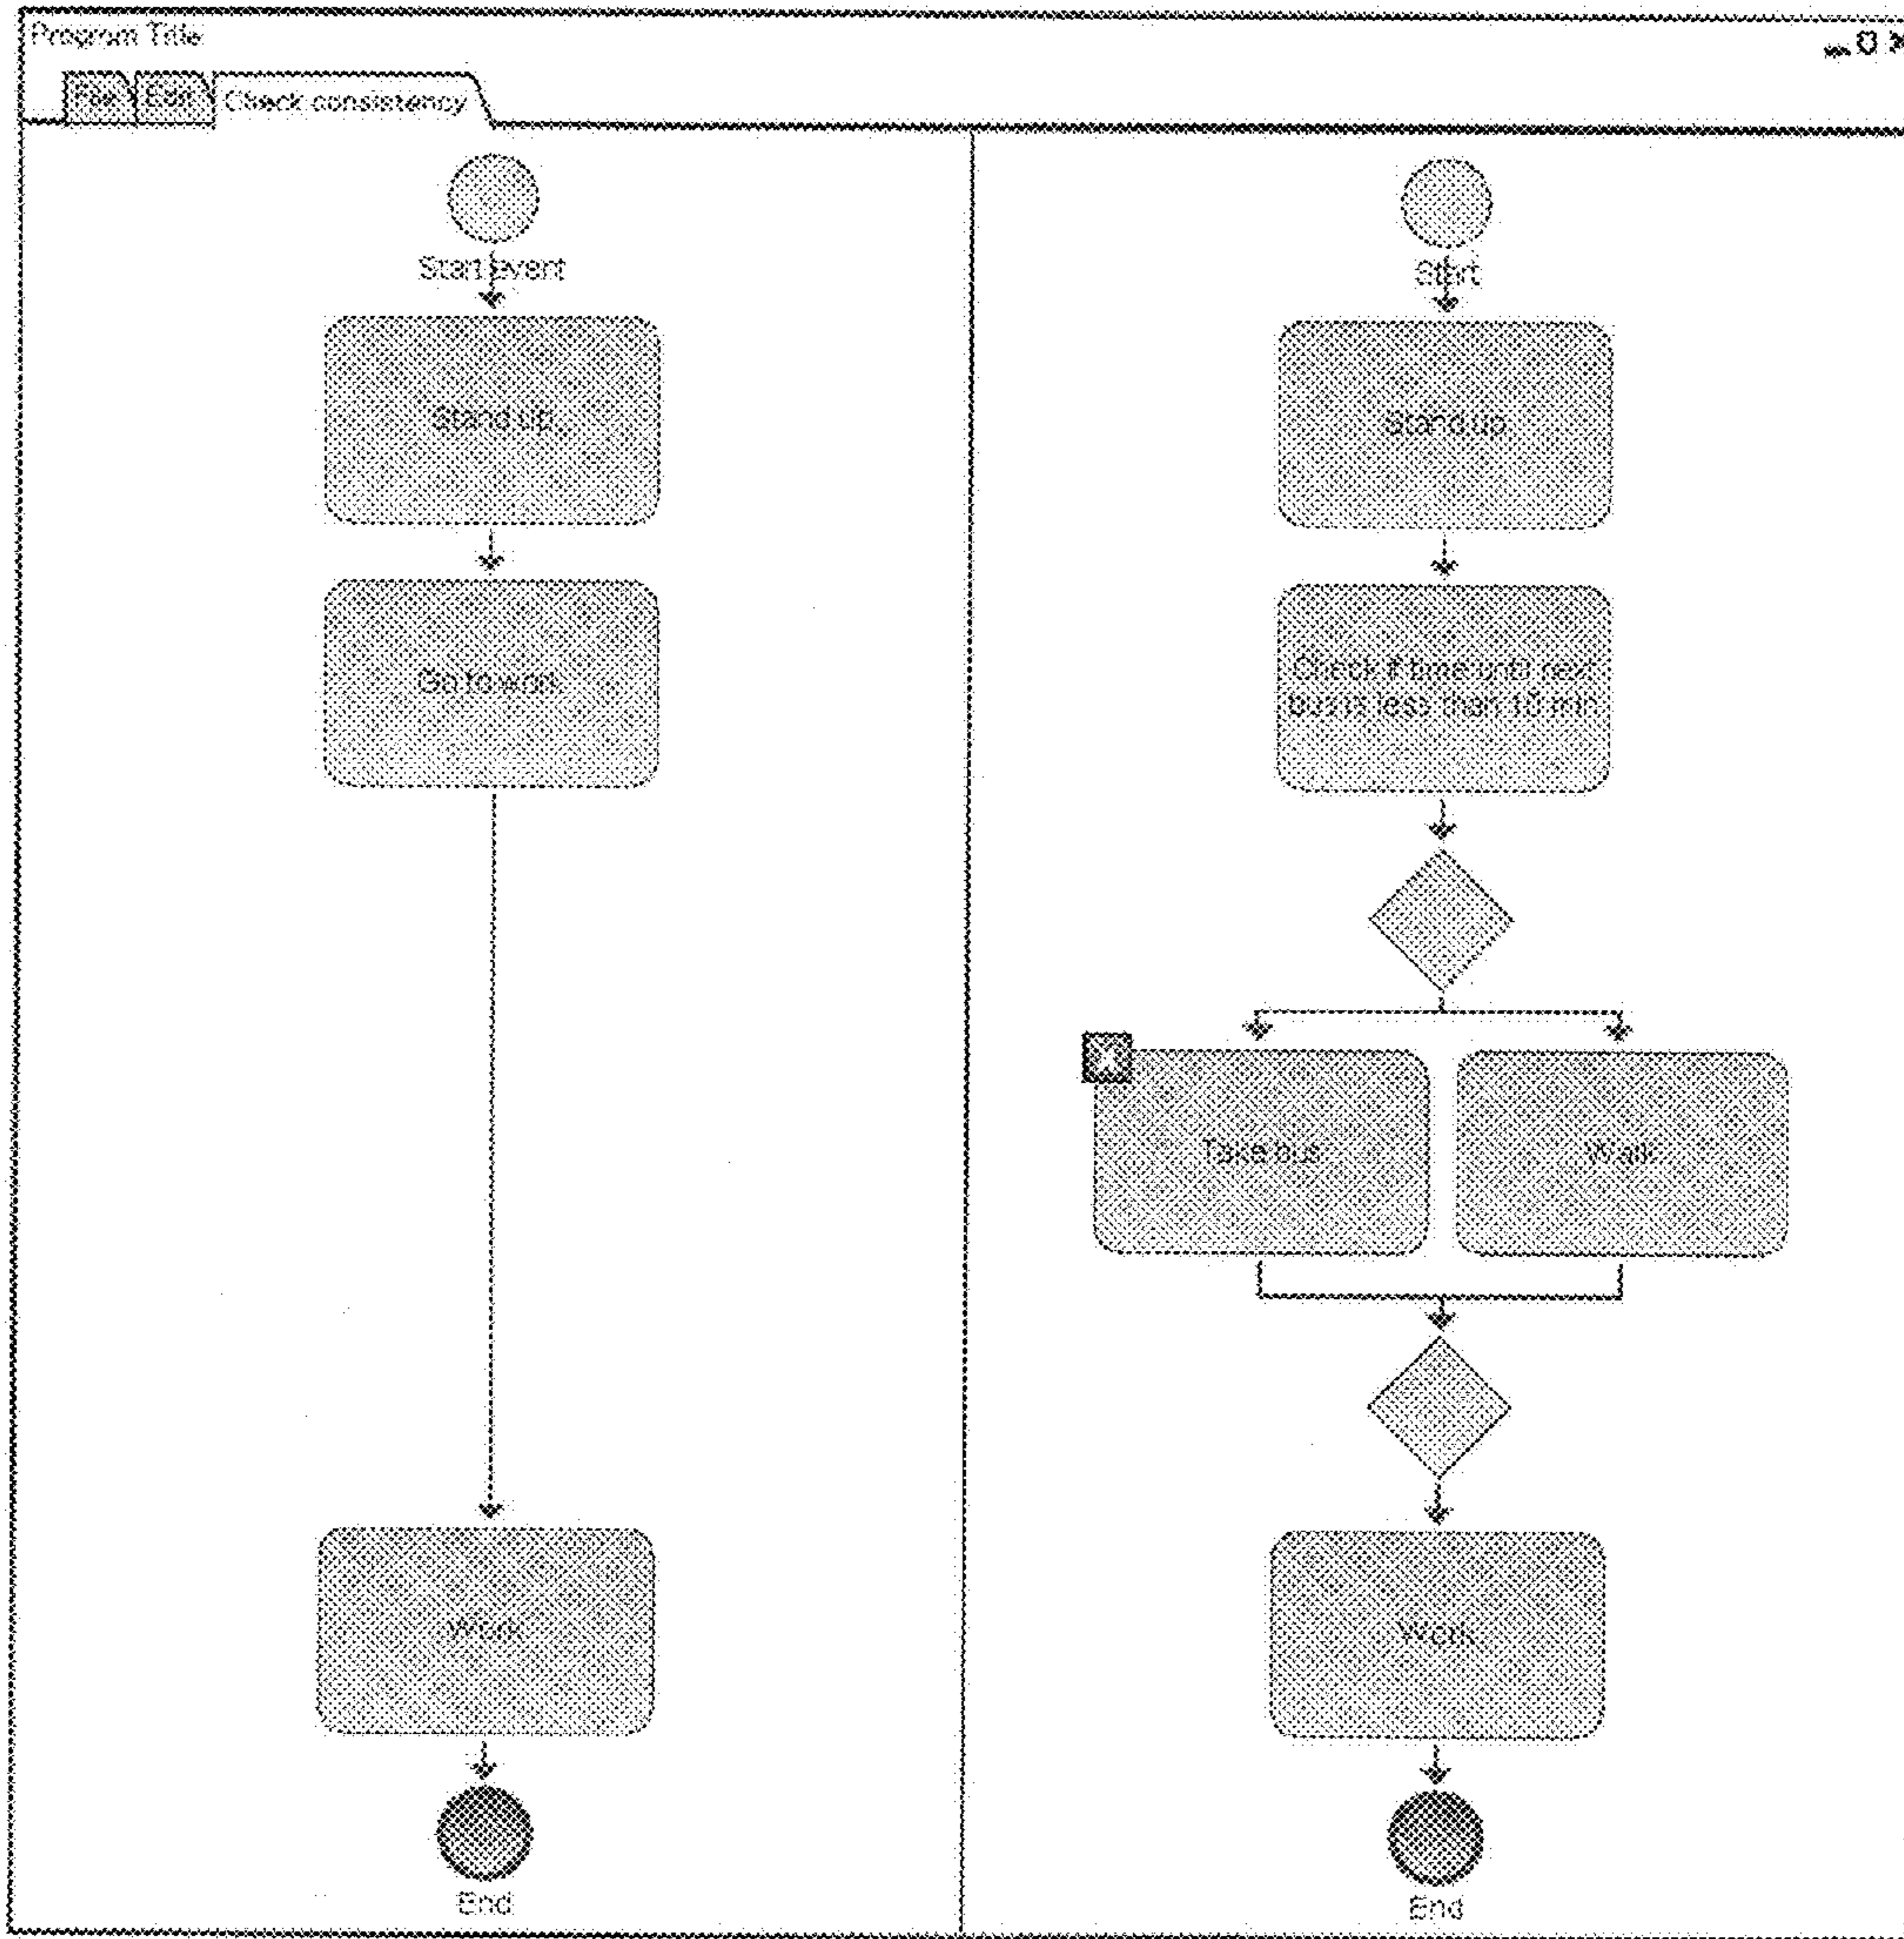 Program Title
File Edit Check consistency
Start event
Stand up
Go to work
Work
End
Start
Stand up
Check if time until next
bus is less than 10 min
X
Take bus
Walk
Work
End